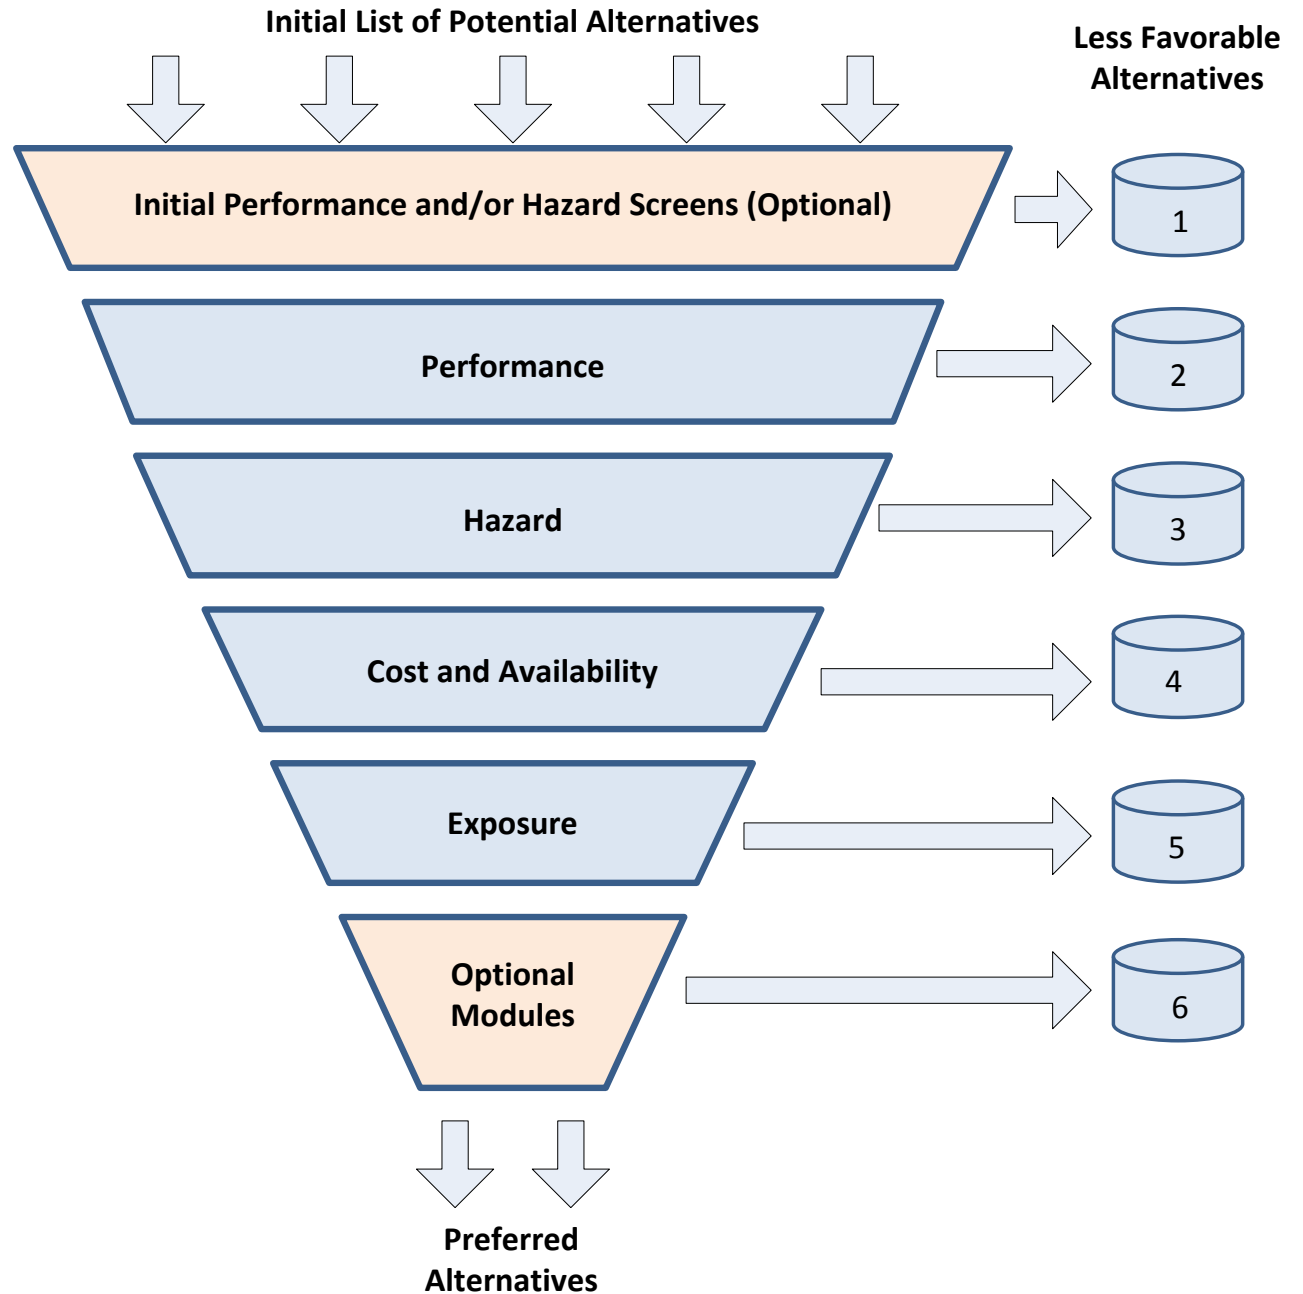 Initial List of Potential Alternatives
Less Favorable
Alternatives
Initial Performance and/or Hazard Screens (Optional)
1
Performance
2
Hazard
3
Cost and Availability
4
Exposure
5
Optional
Modules
6
Preferred
Alternatives